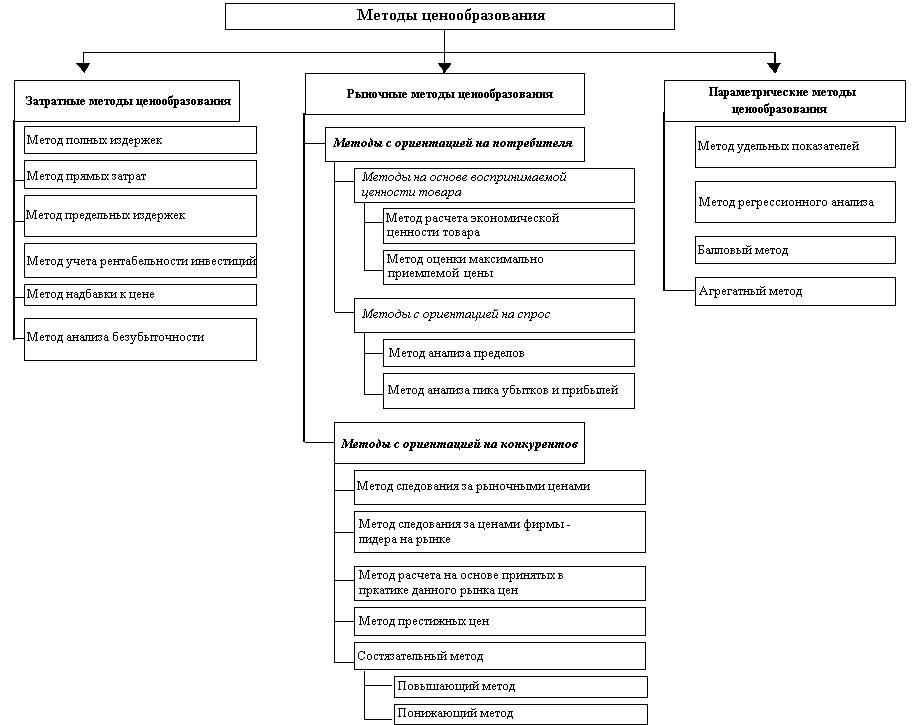 Методы ценообразования
Затратные методы ценообразования
Метод полных издержек
Метод прямых затрат
Метод предельных издержек
Метод учета рентабельности инвестиций
Метод надбавки к цене
Метод анализа безубыточности
Рыночные методы ценообразования
Методы с ориентацией на потребителя
Методы на основе воспринимаемой
ценности товара
Метод расчета экономической
ценности товара
Метод оценки максимально
приемлемой цены
Методы с ориентацией на спрос
Метод анализа пределов
Метод анализа пика убытков и прибылей
Методы с ориентацией на конкурентов
Метод следования за рыночными ценами
Метод следования за ценами фирмы -
лидера на рынке
Метод расчета на основе принятых в
пркатике данного рынка цен
Метод престижных цен
Состязательный метод
Повышающий метод
Понижающий метод
Параметрические методы
ценообразования
Метод удельных показателей
Метод регрессионного анализа
Балловый метод
Агрегатный метод